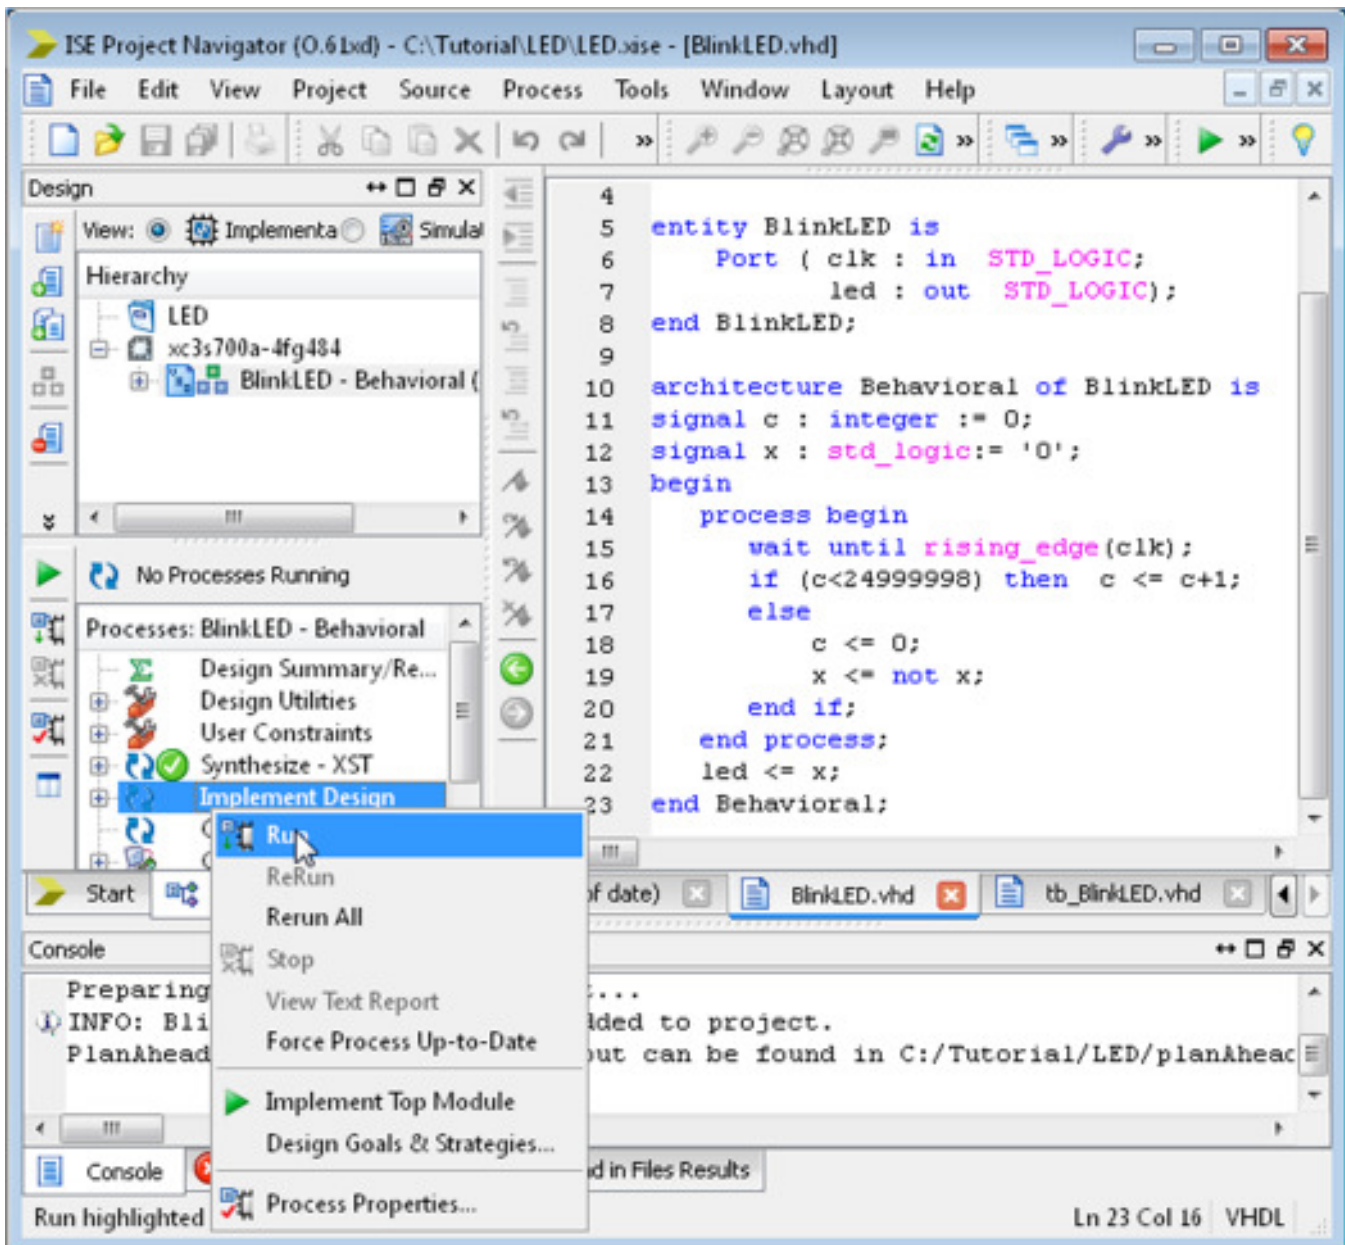 ISE Project Navigator (O.61xd) - C:\Tutorial\LED\LED.xise - [BlinkLED.vhd]
File Edit View Project Source Process Tools Window Layout Help
Design
View: Implementa Simulat
Hierarchy
LED
xc3s700a-4fg484
BlinkLED - Behavioral (
No Processes Running
Processes: BlinkLED - Behavioral
Design Summary/Re...
Design Utilities
User Constraints
Synthesize - XST
Implement Design
Run
ReRun
Rerun All
Stop
View Text Report
Force Process Up-to-Date
Implement Top Module
Design Goals & Strategies...
Process Properties...
4
5 entity BlinkLED is
6 Port ( clk : in STD_LOGIC;
7 led : out STD_LOGIC);
8 end BlinkLED;
9
10 architecture Behavioral of BlinkLED is
11 signal c : integer := 0;
12 signal x : std_logic:= '0';
13 begin
14 process begin
15 wait until rising_edge(clk);
16 if (c<24999998) then c <= c+1;
17 else
18 c <= 0;
19 x <= not x;
20 end if;
21 end process;
22 led <= x;
23 end Behavioral;
Start of date) BlinkLED.vhd tb_BlinkLED.vhd
Console
Preparing ...
INFO: Bli dded to project.
PlanAhead out can be found in C:/Tutorial/LED/planAheac
Console nd in Files Results
Run highlighted Ln 23 Col 16 VHDL